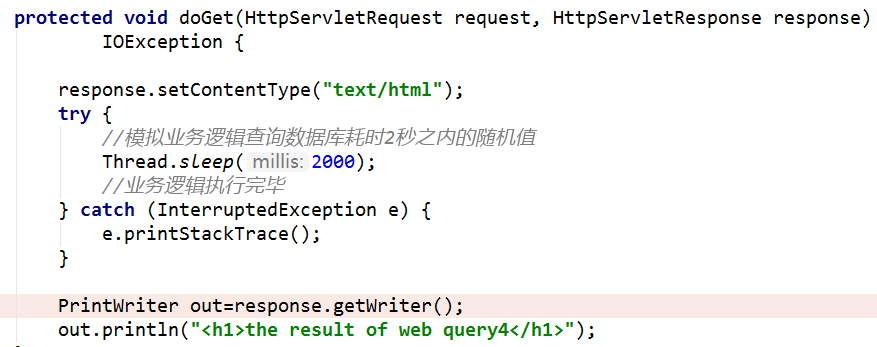 protected void doGet(HttpServletRequest request, HttpServletResponse response)
IOException {
response.setContentType("text/html");
try {
//模拟业务逻辑查询数据库耗时2秒之内的随机值
Thread.sleep( millis: 2000);
//业务逻辑执行完毕
} catch (InterruptedException e) {
e.printStackTrace();
}
PrintWriter out=response.getWriter();
out.println("<h1>the result of web query4</h1>");